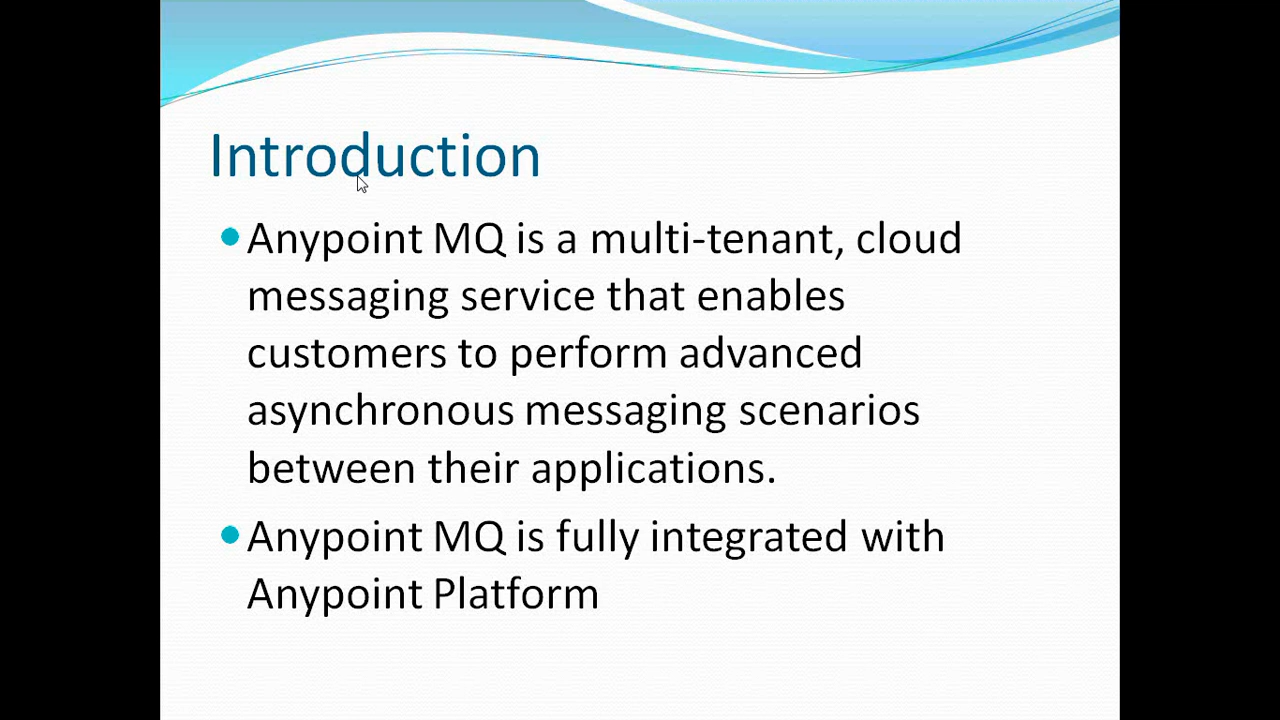 Introduction
Anypoint MQ is a multi-tenant, cloud
messaging service that enables
customers to perform advanced
asynchronous messaging scenarios
between their applications.
Anypoint MQ is fully integrated with
Anypoint Platform